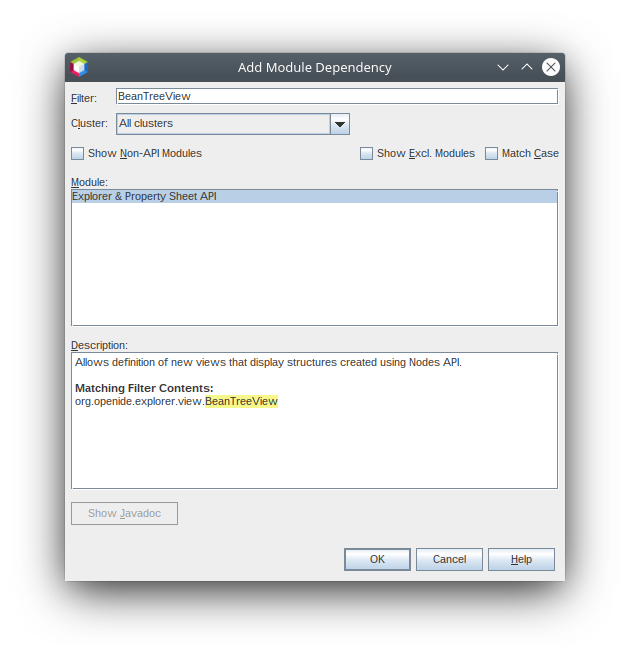 Add Module Dependency
Filter: BeanTreeView
Cluster: All clusters
Show Non-API Modules Show Excl. Modules Match Case
Module:
Explorer & Property Sheet API
Description:
Allows definition of new views that display structures created using Nodes API.
Matching Filter Contents:
org.openide.explorer.view.BeanTreeView
Show Javadoc
OK Cancel Help